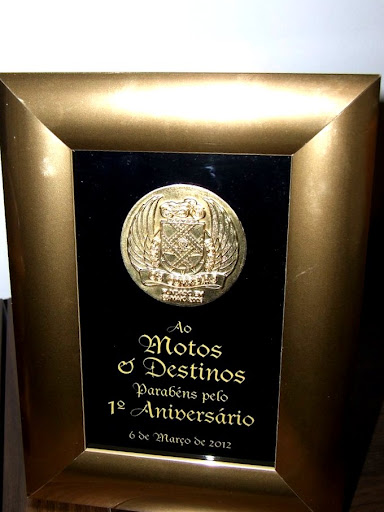 Ao
Motos
& Destinos
Parabéns pelo
1º Aniversário
6 de Março de 2012